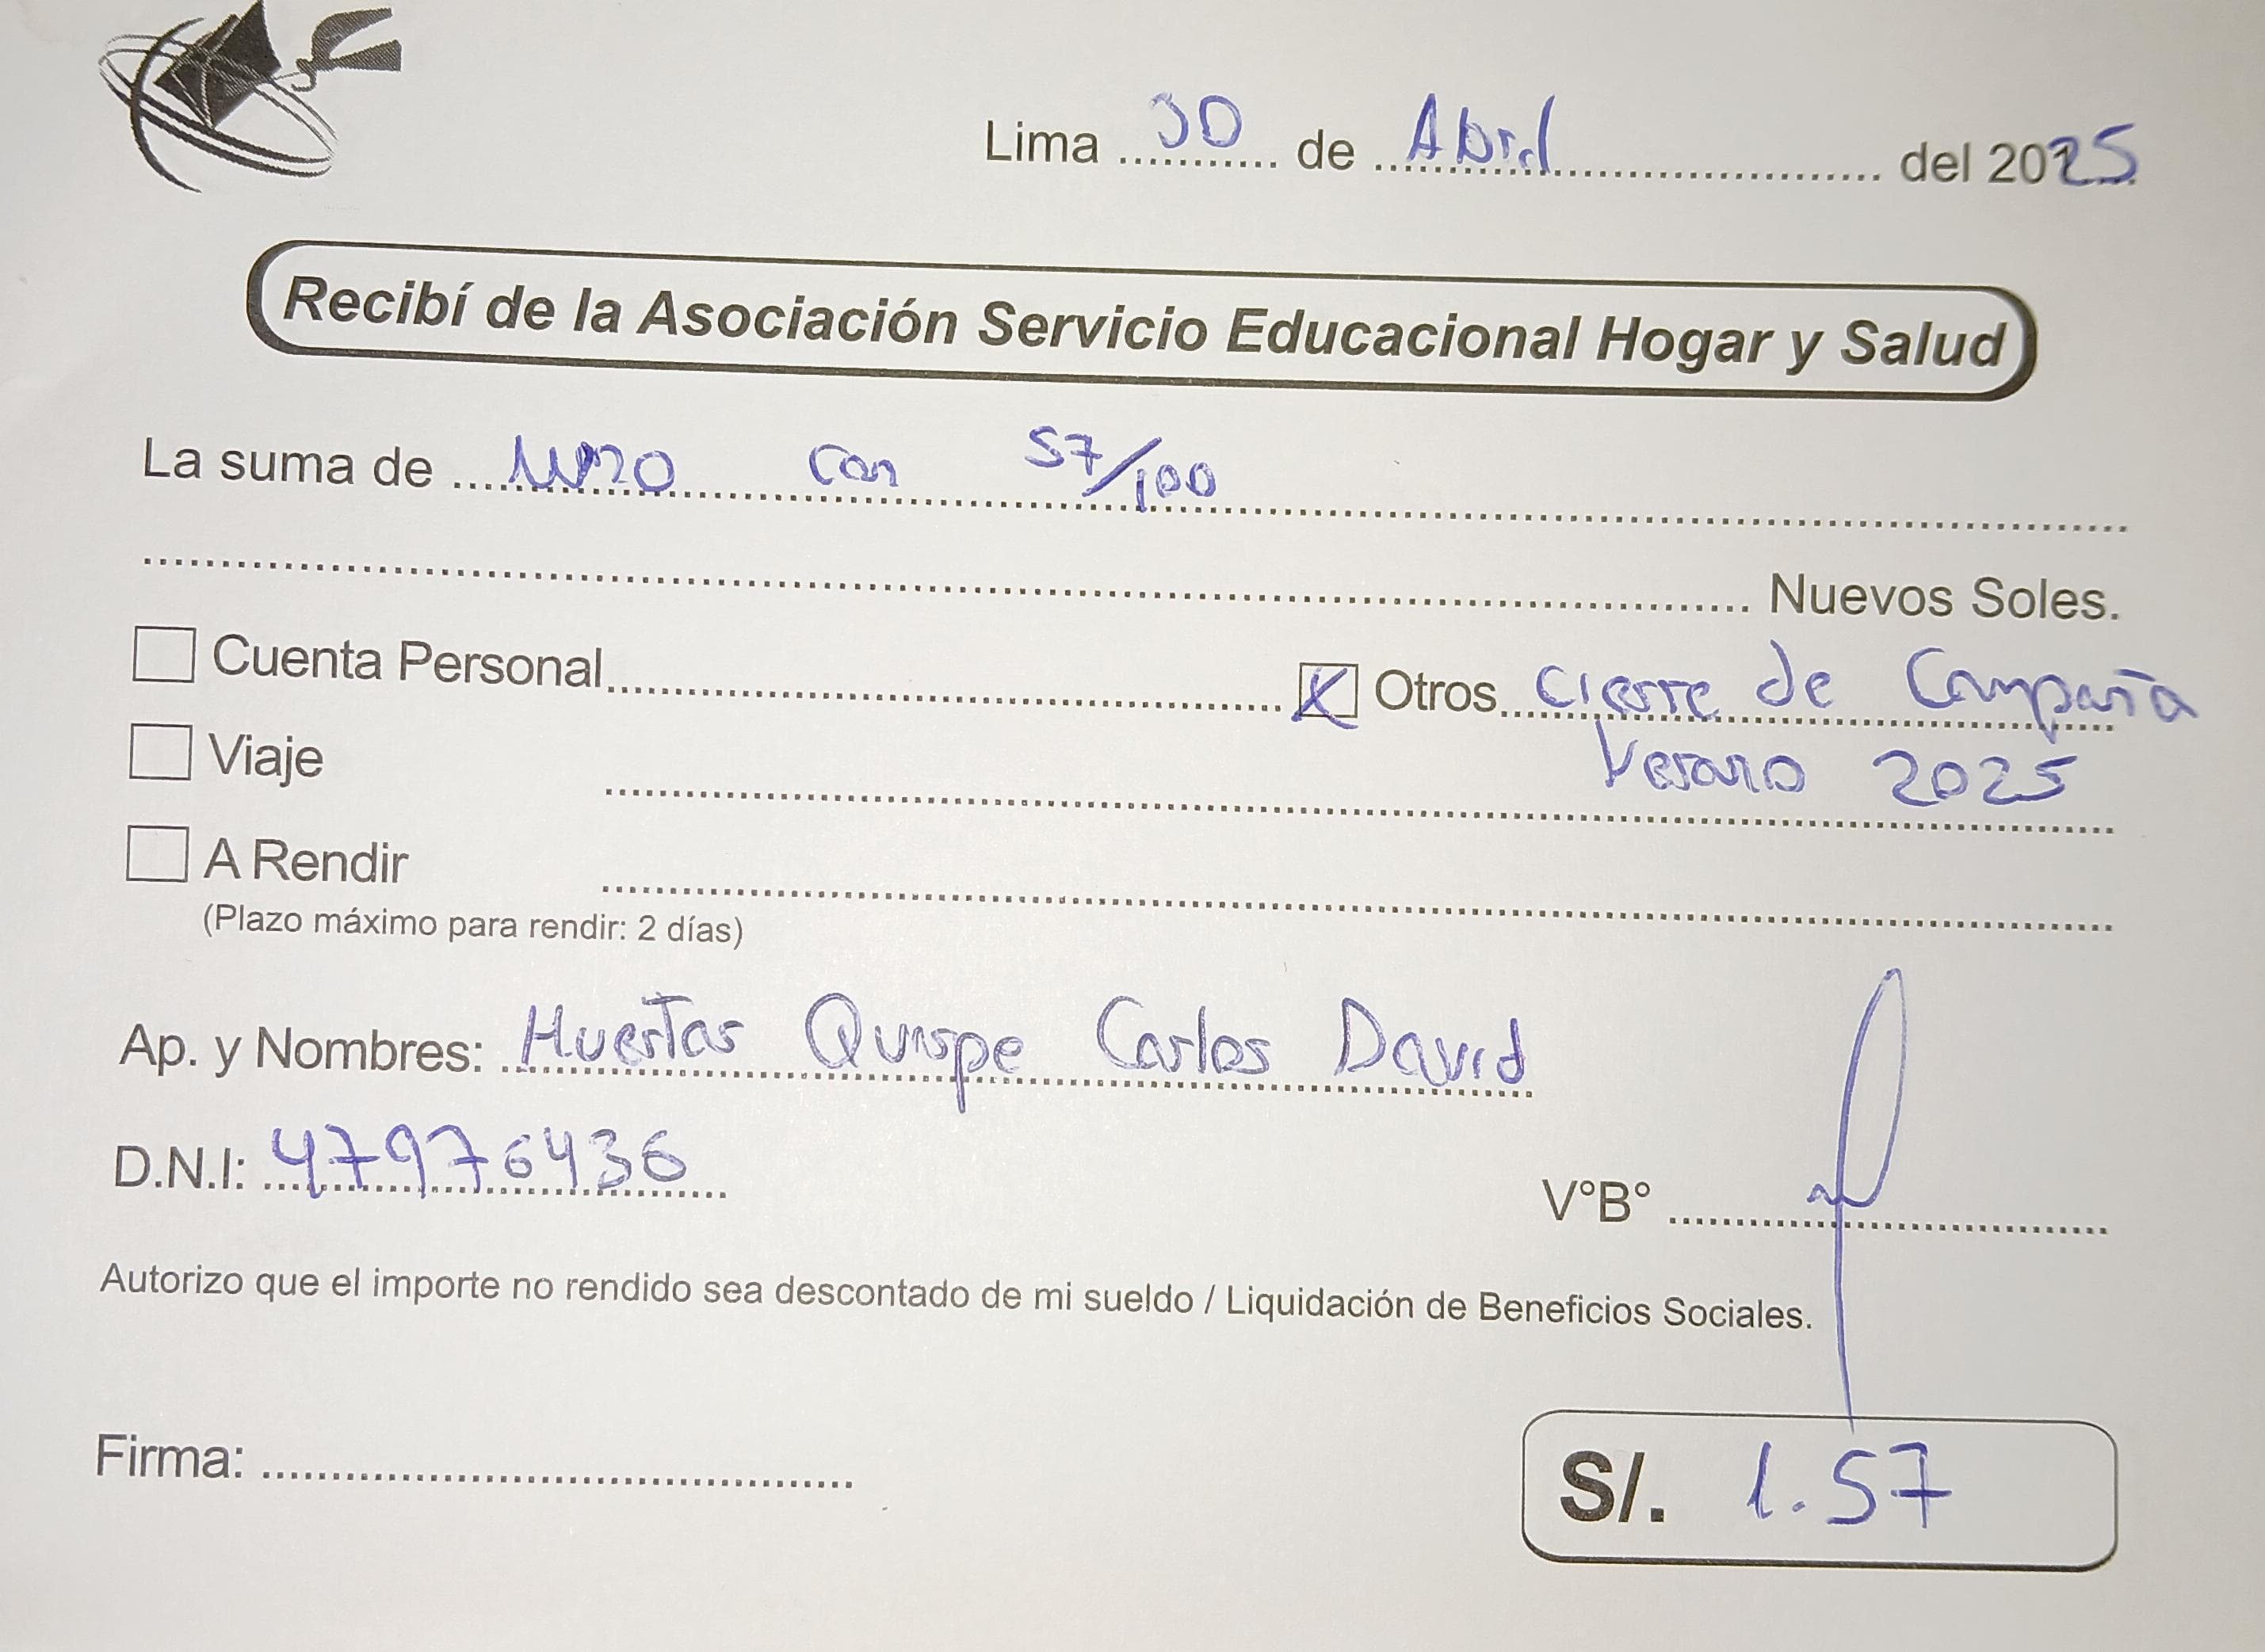 Lima 30 de Abril del 2025
Recibí de la Asociación Servicio Educacional Hogar y Salud
La suma de con 57/100
Nuevos Soles.
Cuenta Personal Otros Cierre de Campaña
Viaje Verano 2025
A Rendir
(Plazo máximo para rendir: 2 días)
Ap. y Nombres: Huertas Quispe Carlos David
D.N.I: 47976436
V°B°
Autorizo que el importe no rendido sea descontado de mi sueldo / Liquidación de Beneficios Sociales.
Firma:
S/. 1.57